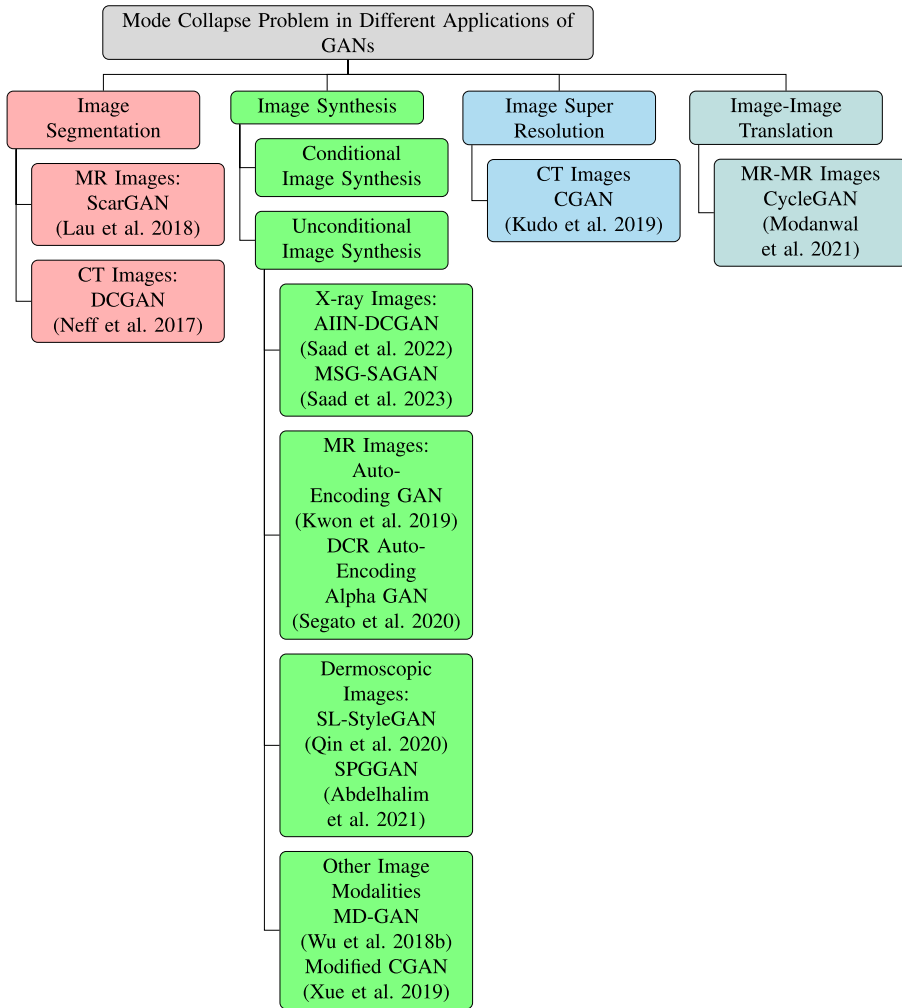 Mode Collapse Problem in Different Applications of
GANs
Image
Segmentation
MR Images:
ScarGAN
(Lau et al. 2018)
CT Images:
DCGAN
(Neff et al. 2017)
Image Synthesis
Conditional
Image Synthesis
Unconditional
Image Synthesis
X-ray Images:
AIIN-DCGAN
(Saad et al. 2022)
MSG-SAGAN
(Saad et al. 2023)
MR Images:
Auto-
Encoding GAN
(Kwon et al. 2019)
DCR Auto-
Encoding
Alpha GAN
(Segato et al. 2020)
Dermoscopic
Images:
SL-StyleGAN
(Qin et al. 2020)
SPGGAN
(Abdelhalim
et al. 2021)
Other Image
Modalities
MD-GAN
(Wu et al. 2018b)
Modified CGAN
(Xue et al. 2019)
Image Super
Resolution
CT Images
CGAN
(Kudo et al. 2019)
Image-Image
Translation
MR-MR Images
CycleGAN
(Modanwal
et al. 2021)